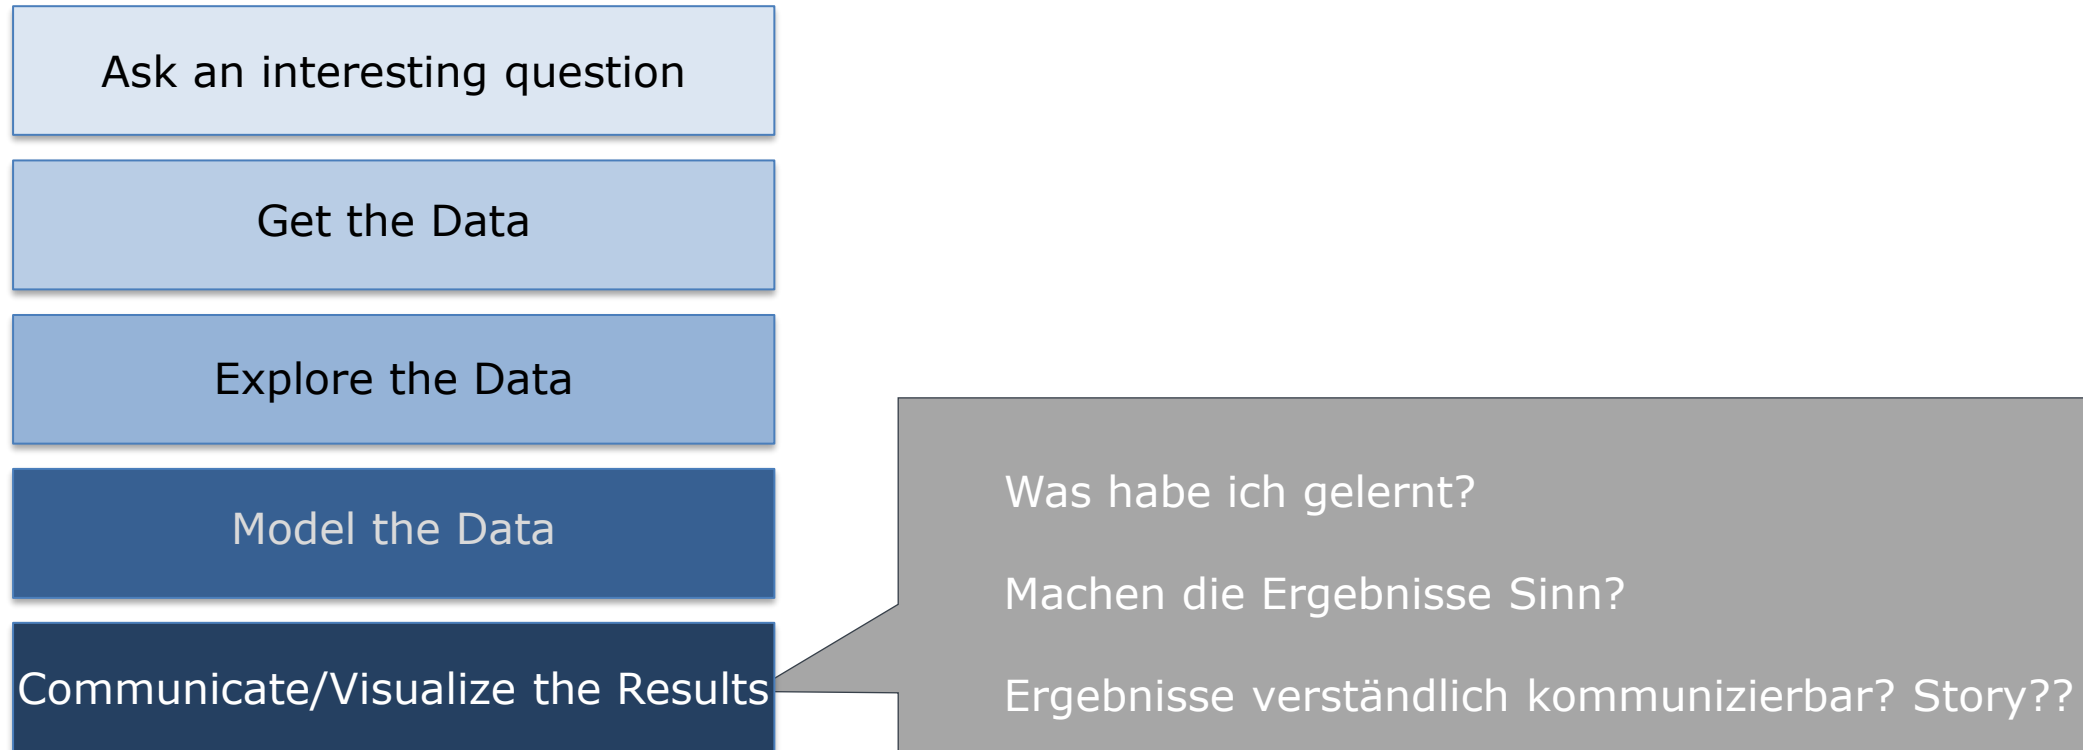 Ask an interesting question
Get the Data
Explore the Data
Model the Data
Communicate/Visualize the Results
Was habe ich gelernt?
Machen die Ergebnisse Sinn?
Ergebnisse verständlich kommunizierbar? Story??